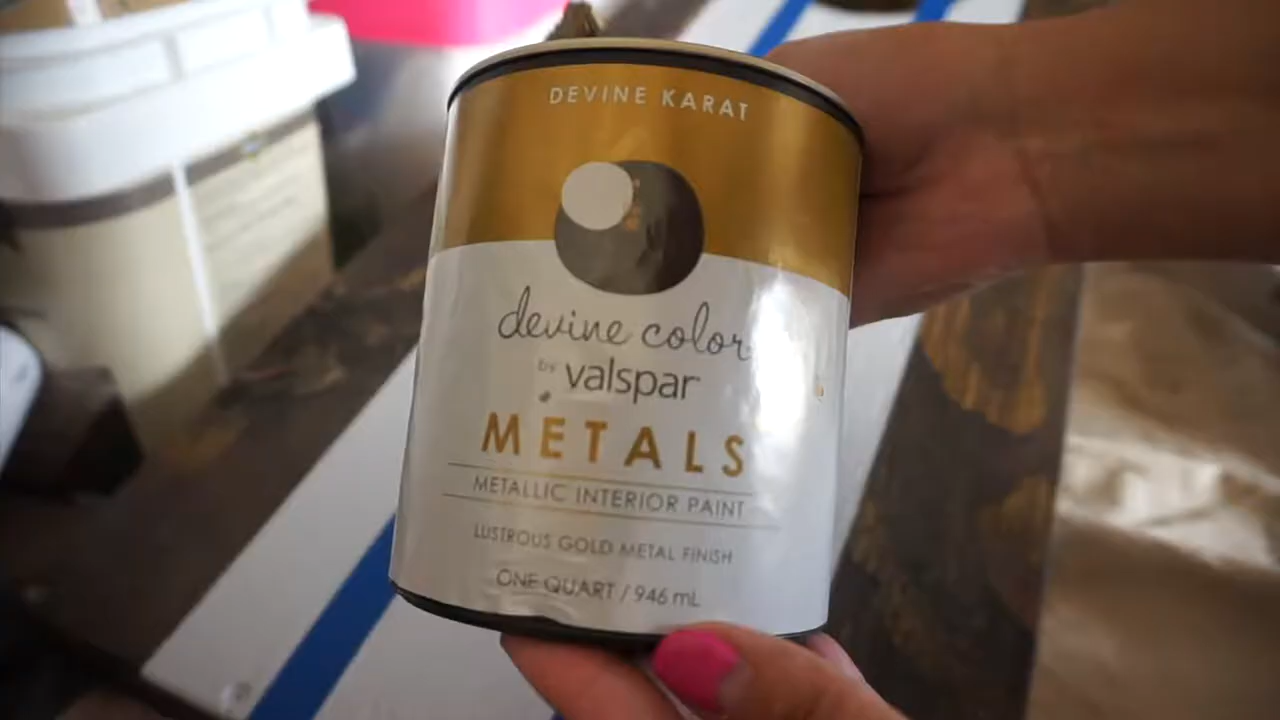 DEVINE KARAT
devine color
by valspar
METALS
METALLIC INTERIOR PAINT
LUSTROUS GOLD METAL FINISH
ONE QUART / 946 mL